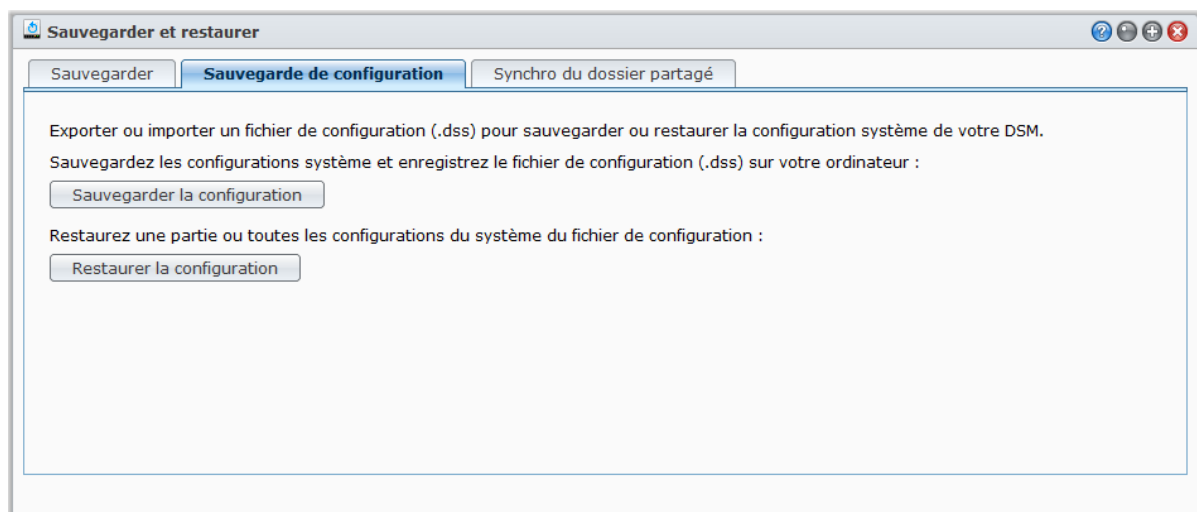 Sauvegarder et restaurer
Sauvegarder
Sauvegarde de configuration
Synchro du dossier partagé
Exporter ou importer un fichier de configuration (.dss) pour sauvegarder ou restaurer la configuration système de votre DSM.
Sauvegardez les configurations système et enregistrez le fichier de configuration (.dss) sur votre ordinateur :
Sauvegarder la configuration
Restaurez une partie ou toutes les configurations du système du fichier de configuration :
Restaurer la configuration